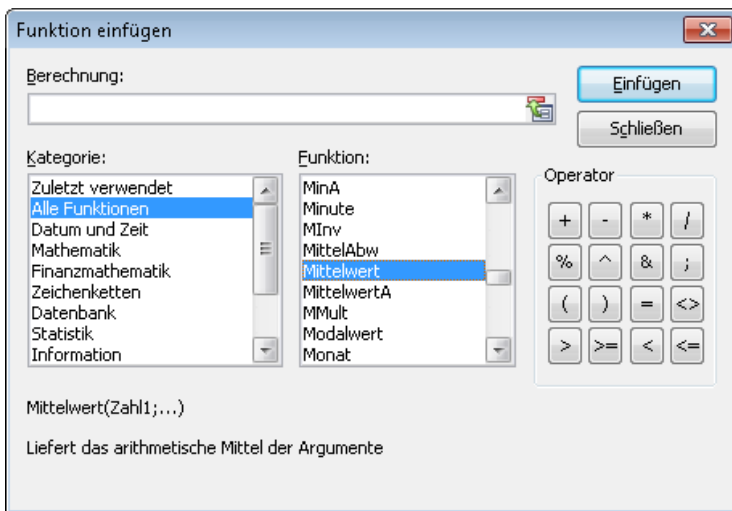 Funktion einfügen
Berechnung:
Einfügen
Schließen
Kategorie:
Zuletzt verwendet
Alle Funktionen
Datum und Zeit
Mathematik
Finanzmathematik
Zeichenketten
Datenbank
Statistik
Information
Funktion:
MinA
Minute
MInv
MittelAbw
Mittelwert
MittelwertA
MMult
Modalwert
Monat
Operator
+ - * /
% ^ & ;
( ) = <>
> >= < <=
Mittelwert(Zahl1;...)
Liefert das arithmetische Mittel der Argumente